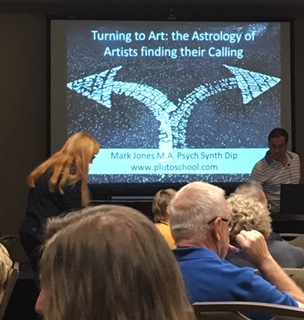 Turning to Art: the Astrology of
Artists finding their Calling
Mark Jones M.A. Psych Synth Dip
www.plutoschool.com